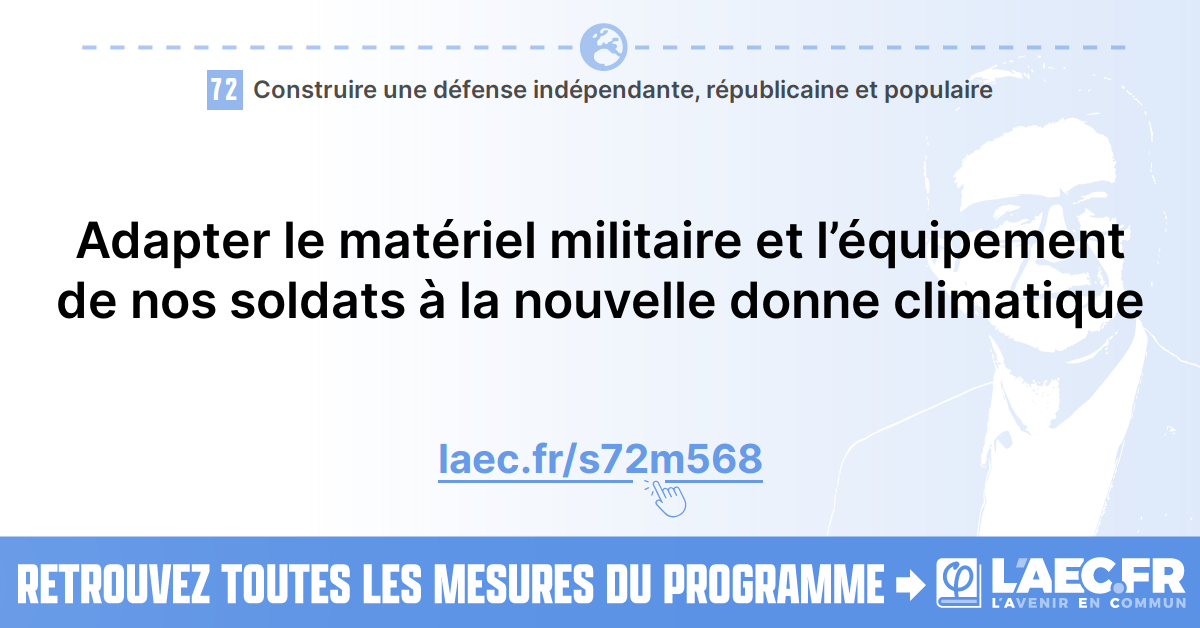 72 Construire une défense indépendante, républicaine et populaire
Adapter le matériel militaire et l’équipement
de nos soldats à la nouvelle donne climatique
laec.fr/s72m568
RETROUVEZ TOUTES LES MESURES DU PROGRAMME
φ L'AEC.FR
L'AVENIR EN COMMUN